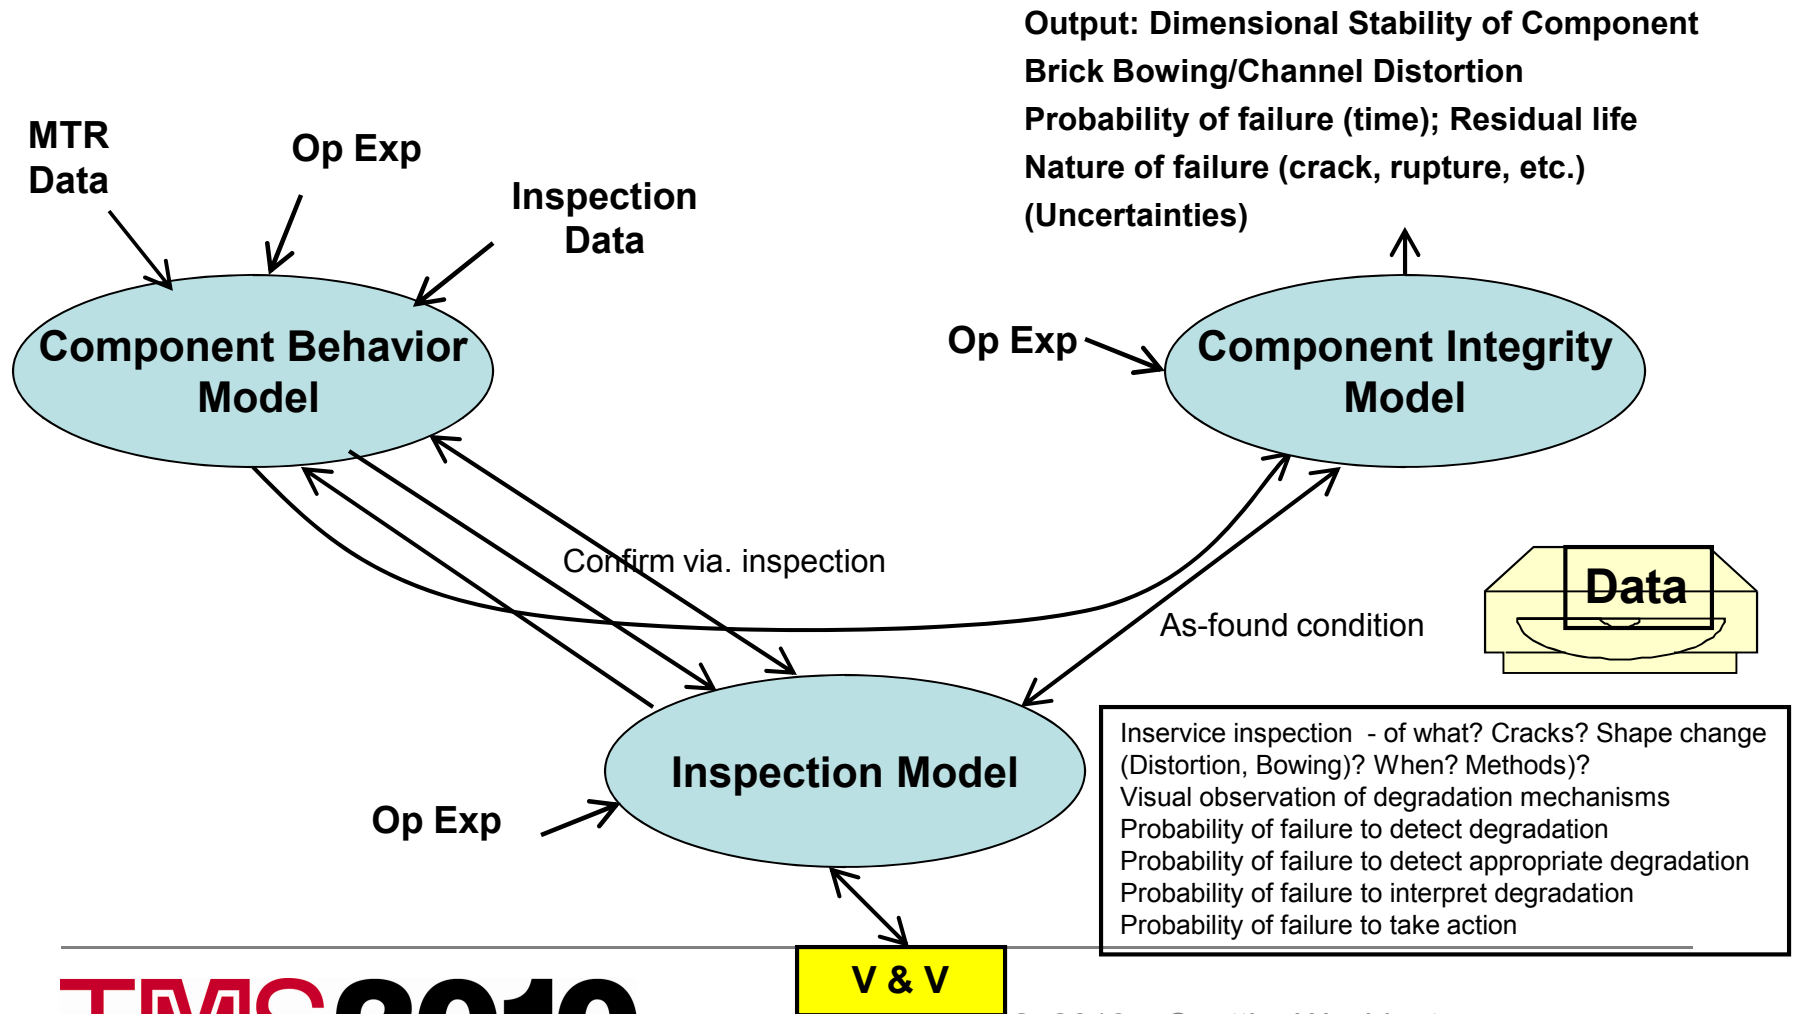 Output: Dimensional Stability of Component
Brick Bowing/Channel Distortion
Probability of failure (time); Residual life
Nature of failure (crack, rupture, etc.)
(Uncertainties)
MTR
Data
Op Exp
Inspection
Data
Component Behavior
Model
Op Exp
Component Integrity
Model
Confirm via. inspection
As-found condition
Data
Inspection Model
Op Exp
Inservice inspection - of what? Cracks? Shape change
(Distortion, Bowing)? When? Methods)?
Visual observation of degradation mechanisms
Probability of failure to detect degradation
Probability of failure to detect appropriate degradation
Probability of failure to interpret degradation
Probability of failure to take action
V & V
TMS2010